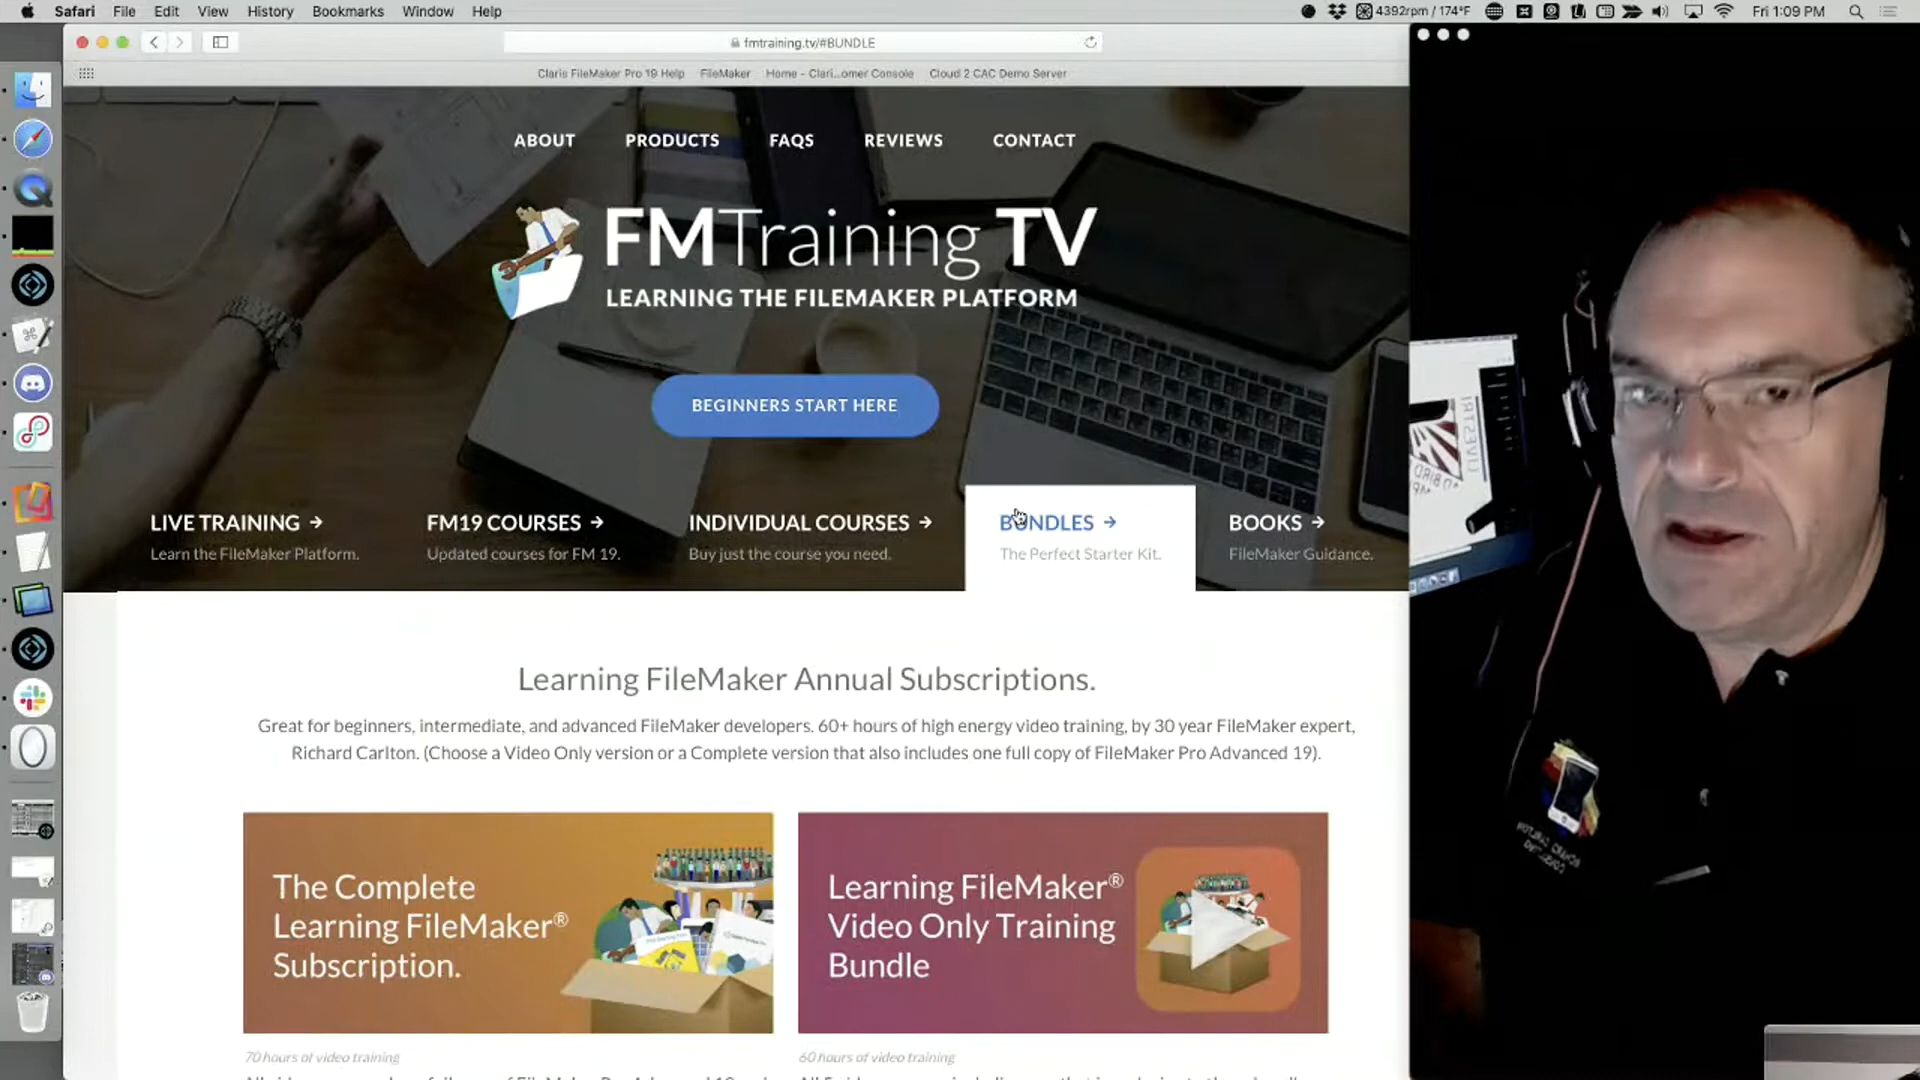 Safari File Edit View History Bookmarks Window Help
4392rpm / 174°F
Fri 1:09 PM
fmtraining.tv/#BUNDLE
Claris FileMaker Pro 19 Help FileMaker Home - Clari...omer Console Cloud 2 CAC Demo Server
ABOUT PRODUCTS FAQS REVIEWS CONTACT
FMTraining TV
LEARNING THE FILEMAKER PLATFORM
BEGINNERS START HERE
LIVE TRAINING →
Learn the FileMaker Platform.
FM19 COURSES →
Updated courses for FM 19.
INDIVIDUAL COURSES →
Buy just the course you need.
BUNDLES →
The Perfect Starter Kit.
BOOKS →
FileMaker Guidance.
Learning FileMaker Annual Subscriptions.
Great for beginners, intermediate, and advanced FileMaker developers. 60+ hours of high energy video training, by 30 year FileMaker expert,
Richard Carlton. (Choose a Video Only version or a Complete version that also includes one full copy of FileMaker Pro Advanced 19).
The Complete
Learning FileMaker®
Subscription.
Learning FileMaker®
Video Only Training
Bundle
70 hours of video training
60 hours of video training